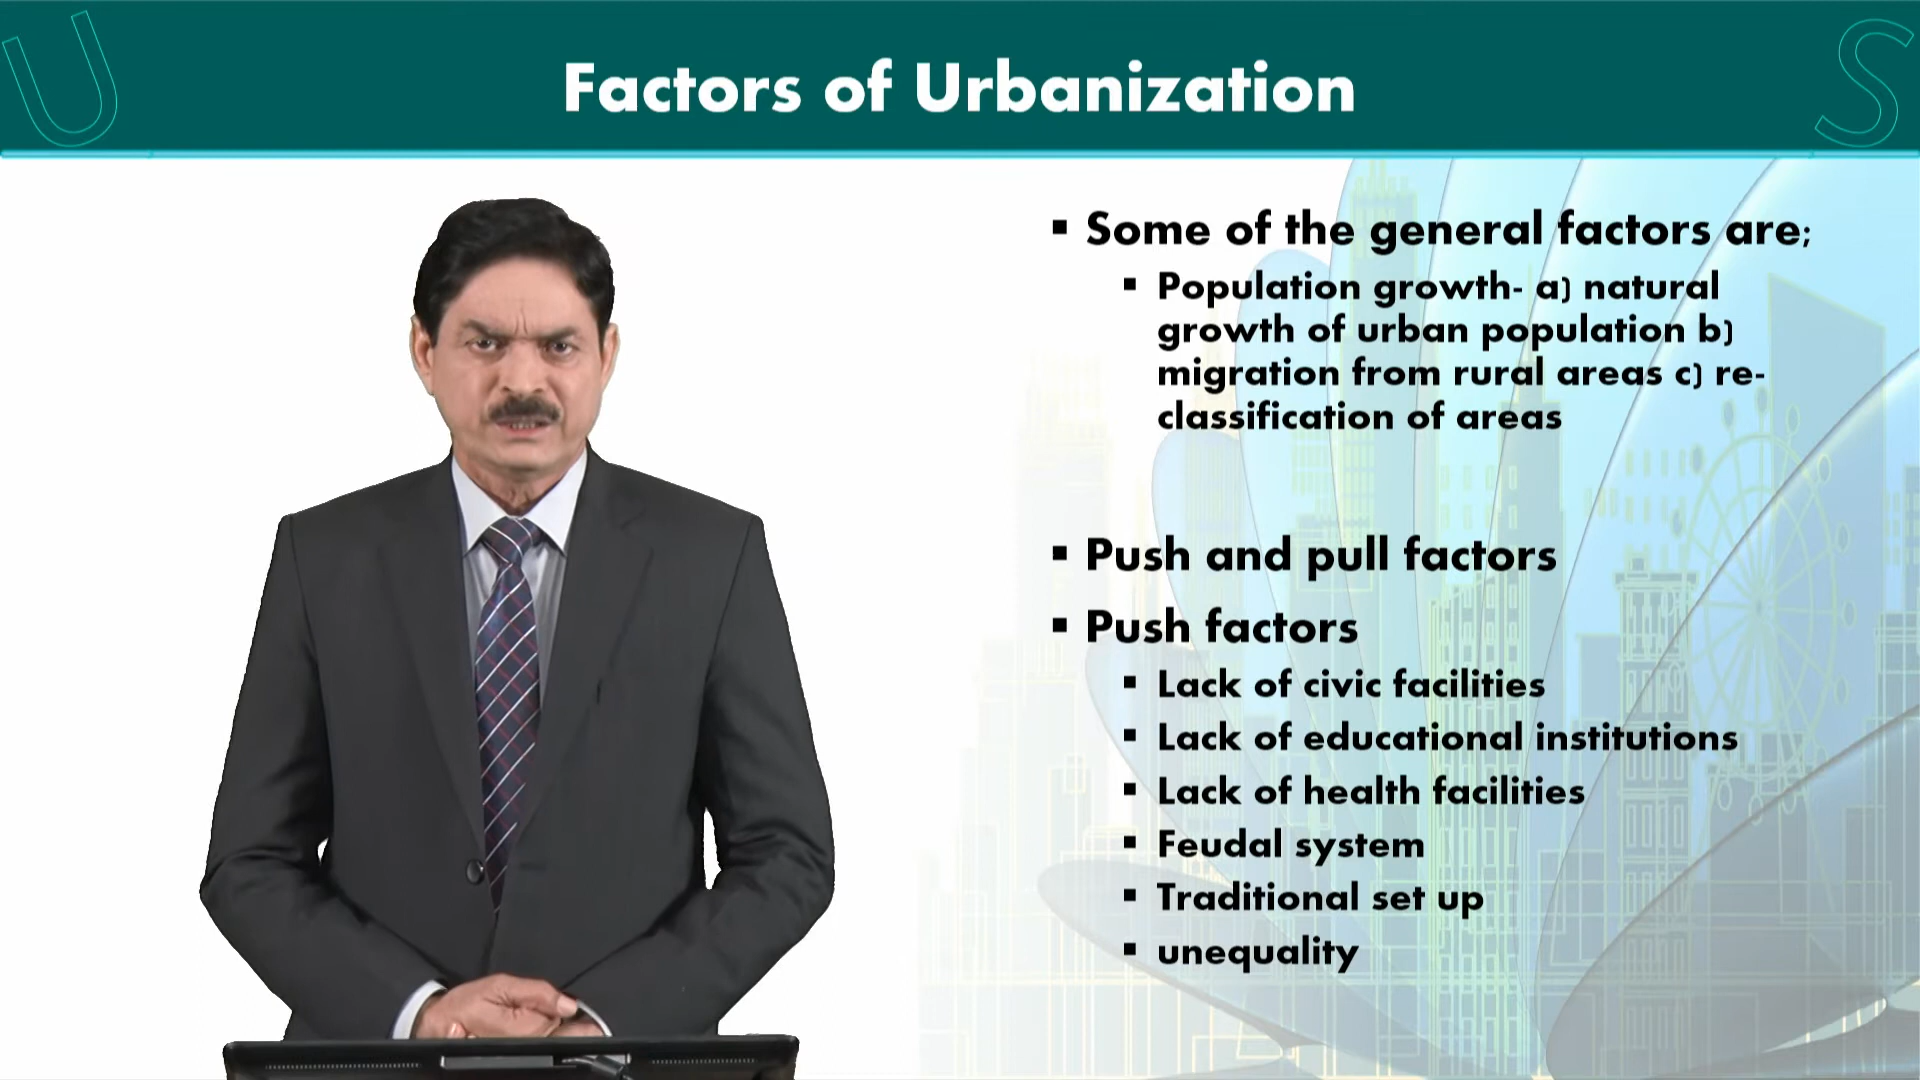 U
S
Factors of Urbanization
▪ Some of the general factors are;
▪ Population growth- a) natural
growth of urban population b)
migration from rural areas c) re-
classification of areas
▪ Push and pull factors
▪ Push factors
▪ Lack of civic facilities
▪ Lack of educational institutions
▪ Lack of health facilities
▪ Feudal system
▪ Traditional set up
▪ unequality